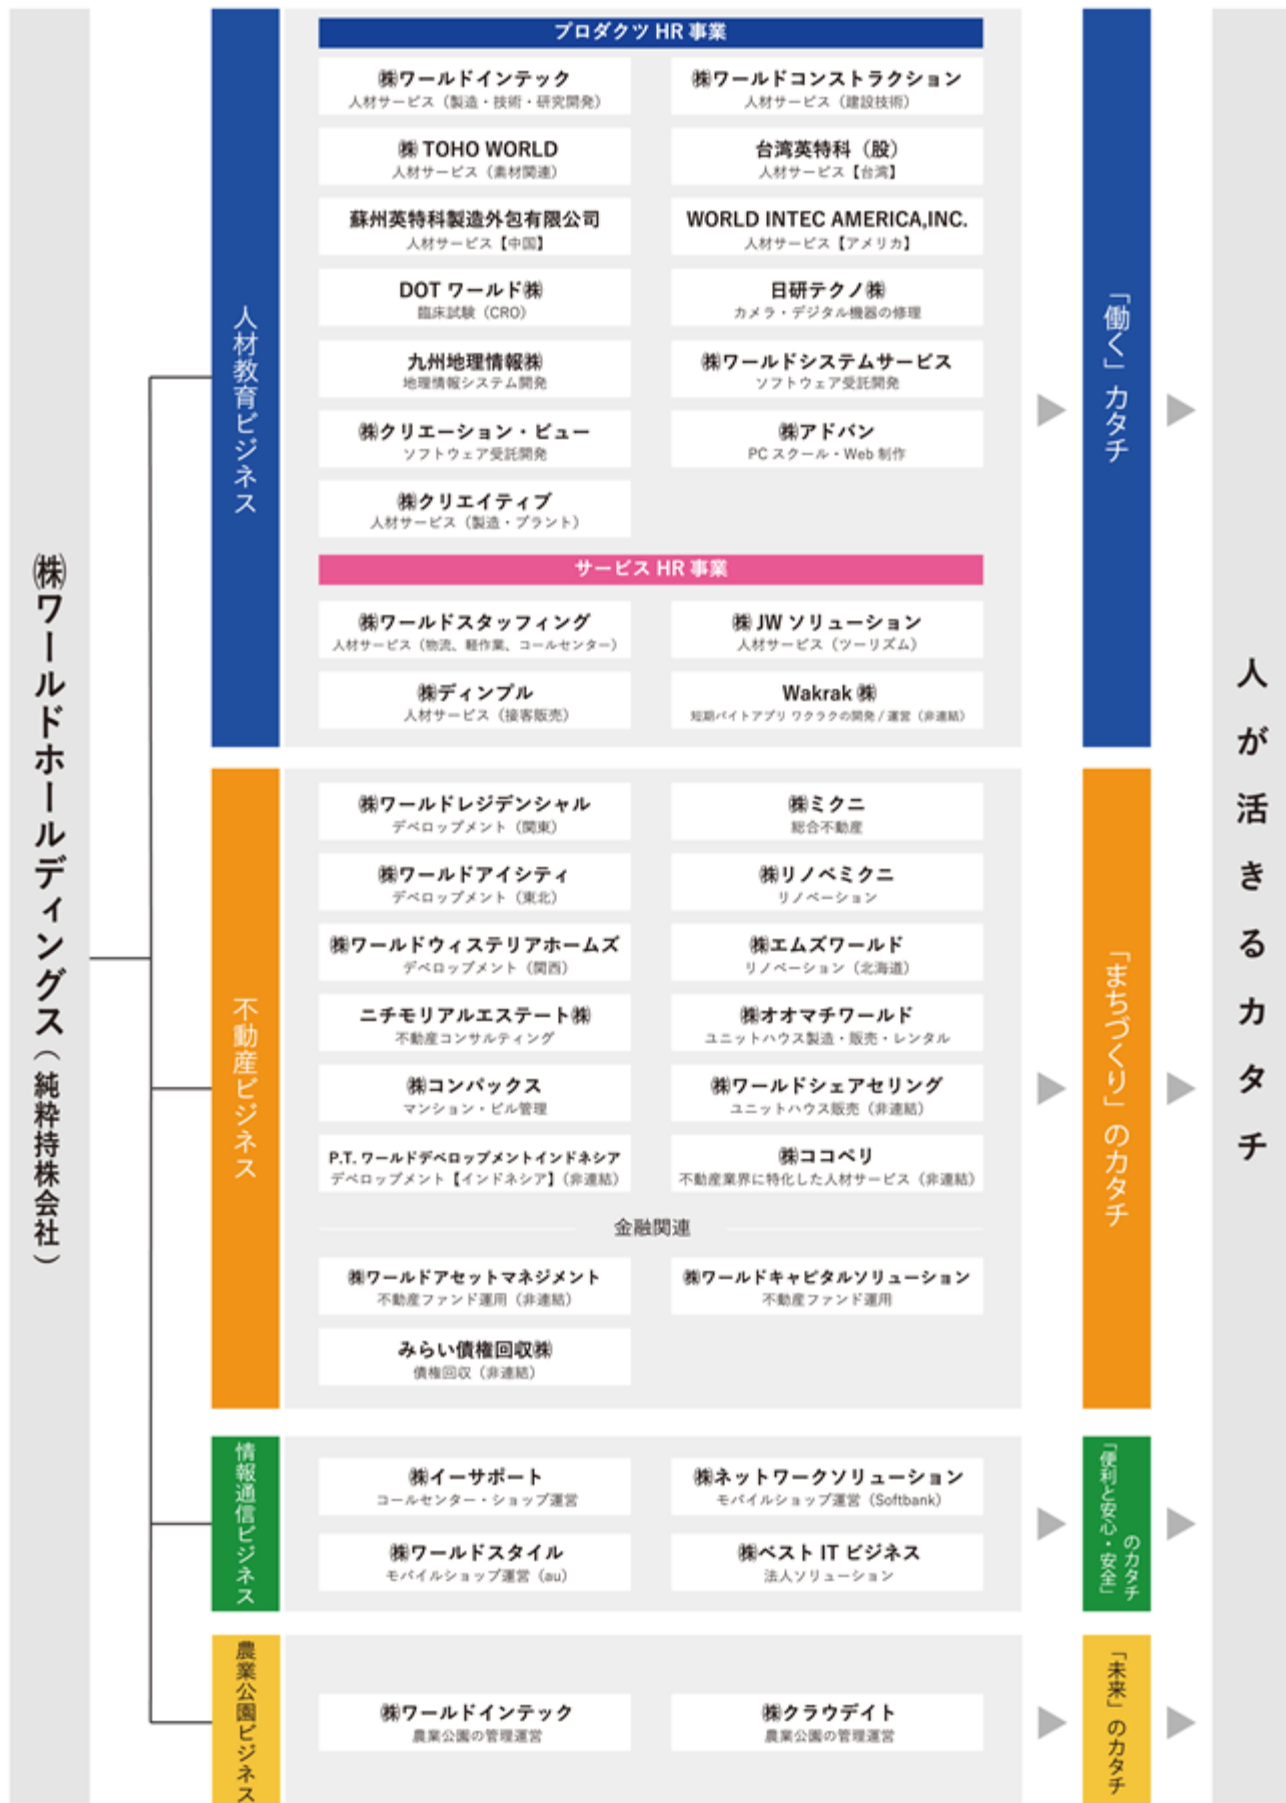 ㈱ワールドホールディングス（純粋持株会社）
人材教育ビジネス
プロダクツ HR 事業
㈱ワールドインテック
人材サービス（製造・技術・研究開発）
㈱ワールドコンストラクション
人材サービス（建設技術）
㈱ TOHO WORLD
人材サービス（素材関連）
台湾英特科（股）
人材サービス【台湾】
蘇州英特科製造外包有限公司
人材サービス【中国】
WORLD INTEC AMERICA,INC.
人材サービス【アメリカ】
DOT ワールド㈱
臨床試験（CRO）
日研テクノ㈱
カメラ・デジタル機器の修理
九州地理情報㈱
地理情報システム開発
㈱ワールドシステムサービス
ソフトウェア受託開発
㈱クリエーション・ビュー
ソフトウェア受託開発
㈱アドバン
PC スクール・Web 制作
㈱クリエイティブ
人材サービス（製造・プラント）
サービス HR 事業
㈱ワールドスタッフィング
人材サービス（物流、軽作業、コールセンター）
㈱ JW ソリューション
人材サービス（ツーリズム）
㈱ディンプル
人材サービス（接客販売）
Wakrak ㈱
短期バイトアプリ ワクラクの開発 / 運営（非連結）
「働く」カタチ
不動産ビジネス
㈱ワールドレジデンシャル
デベロップメント（関東）
㈱ミクニ
総合不動産
㈱ワールドアイシティ
デベロップメント（東北）
㈱リノベミクニ
リノベーション
㈱ワールドウィステリアホームズ
デベロップメント（関西）
㈱エムズワールド
リノベーション（北海道）
ニチモリアルエステート㈱
不動産コンサルティング
㈱オオマチワールド
ユニットハウス製造・販売・レンタル
㈱コンパックス
マンション・ビル管理
㈱ワールドシェアセリング
ユニットハウス販売（非連結）
P.T. ワールドデベロップメントインドネシア
デベロップメント【インドネシア】（非連結）
㈱ココペリ
不動産業界に特化した人材サービス（非連結）
金融関連
㈱ワールドアセットマネジメント
不動産ファンド運用（非連結）
㈱ワールドキャピタルソリューション
不動産ファンド運用
みらい債権回収㈱
債権回収（非連結）
「まちづくり」のカタチ
情報通信ビジネス
㈱イーサポート
コールセンター・ショップ運営
㈱ネットワークソリューション
モバイルショップ運営（Softbank）
㈱ワールドスタイル
モバイルショップ運営（au）
㈱ベスト IT ビジネス
法人ソリューション
「便利と安心・安全」
のカタチ
農業公園ビジネス
㈱ワールドインテック
農業公園の管理運営
㈱クラウデイト
農業公園の管理運営
「未来」のカタチ
人が活きるカタチ